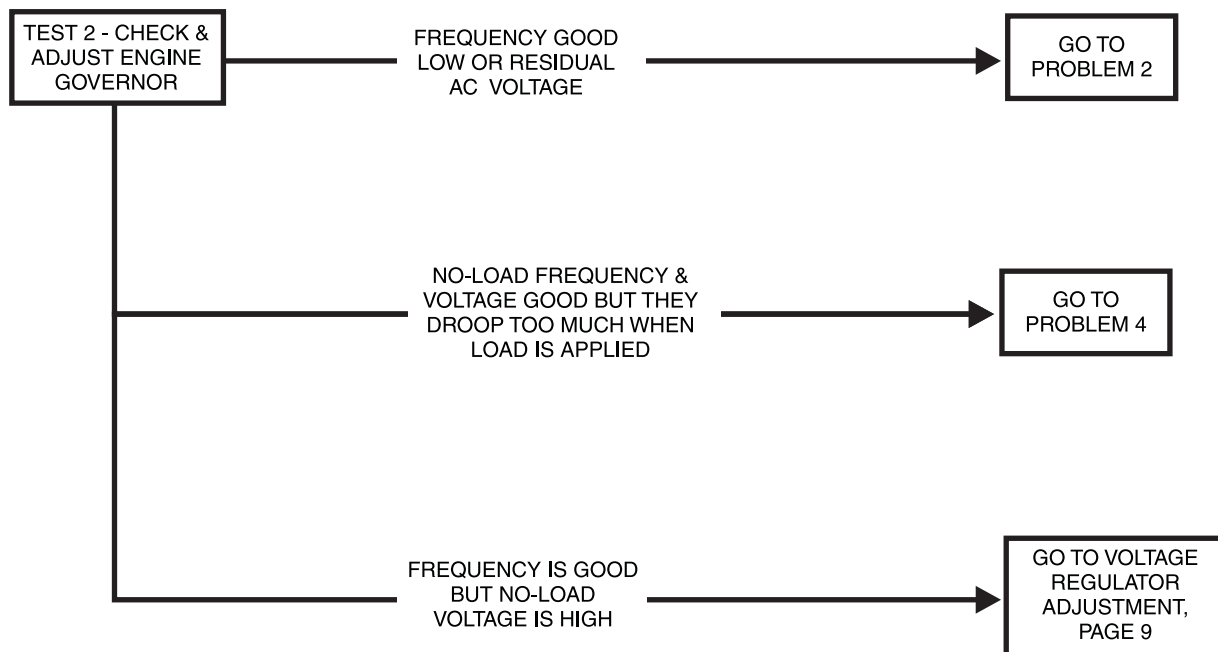 TEST 2 - CHECK &
ADJUST ENGINE
GOVERNOR
FREQUENCY GOOD
LOW OR RESIDUAL
AC VOLTAGE
GO TO
PROBLEM 2
NO-LOAD FREQUENCY &
VOLTAGE GOOD BUT THEY
DROOP TOO MUCH WHEN
LOAD IS APPLIED
GO TO
PROBLEM 4
FREQUENCY IS GOOD
BUT NO-LOAD
VOLTAGE IS HIGH
GO TO VOLTAGE
REGULATOR
ADJUSTMENT,
PAGE 9